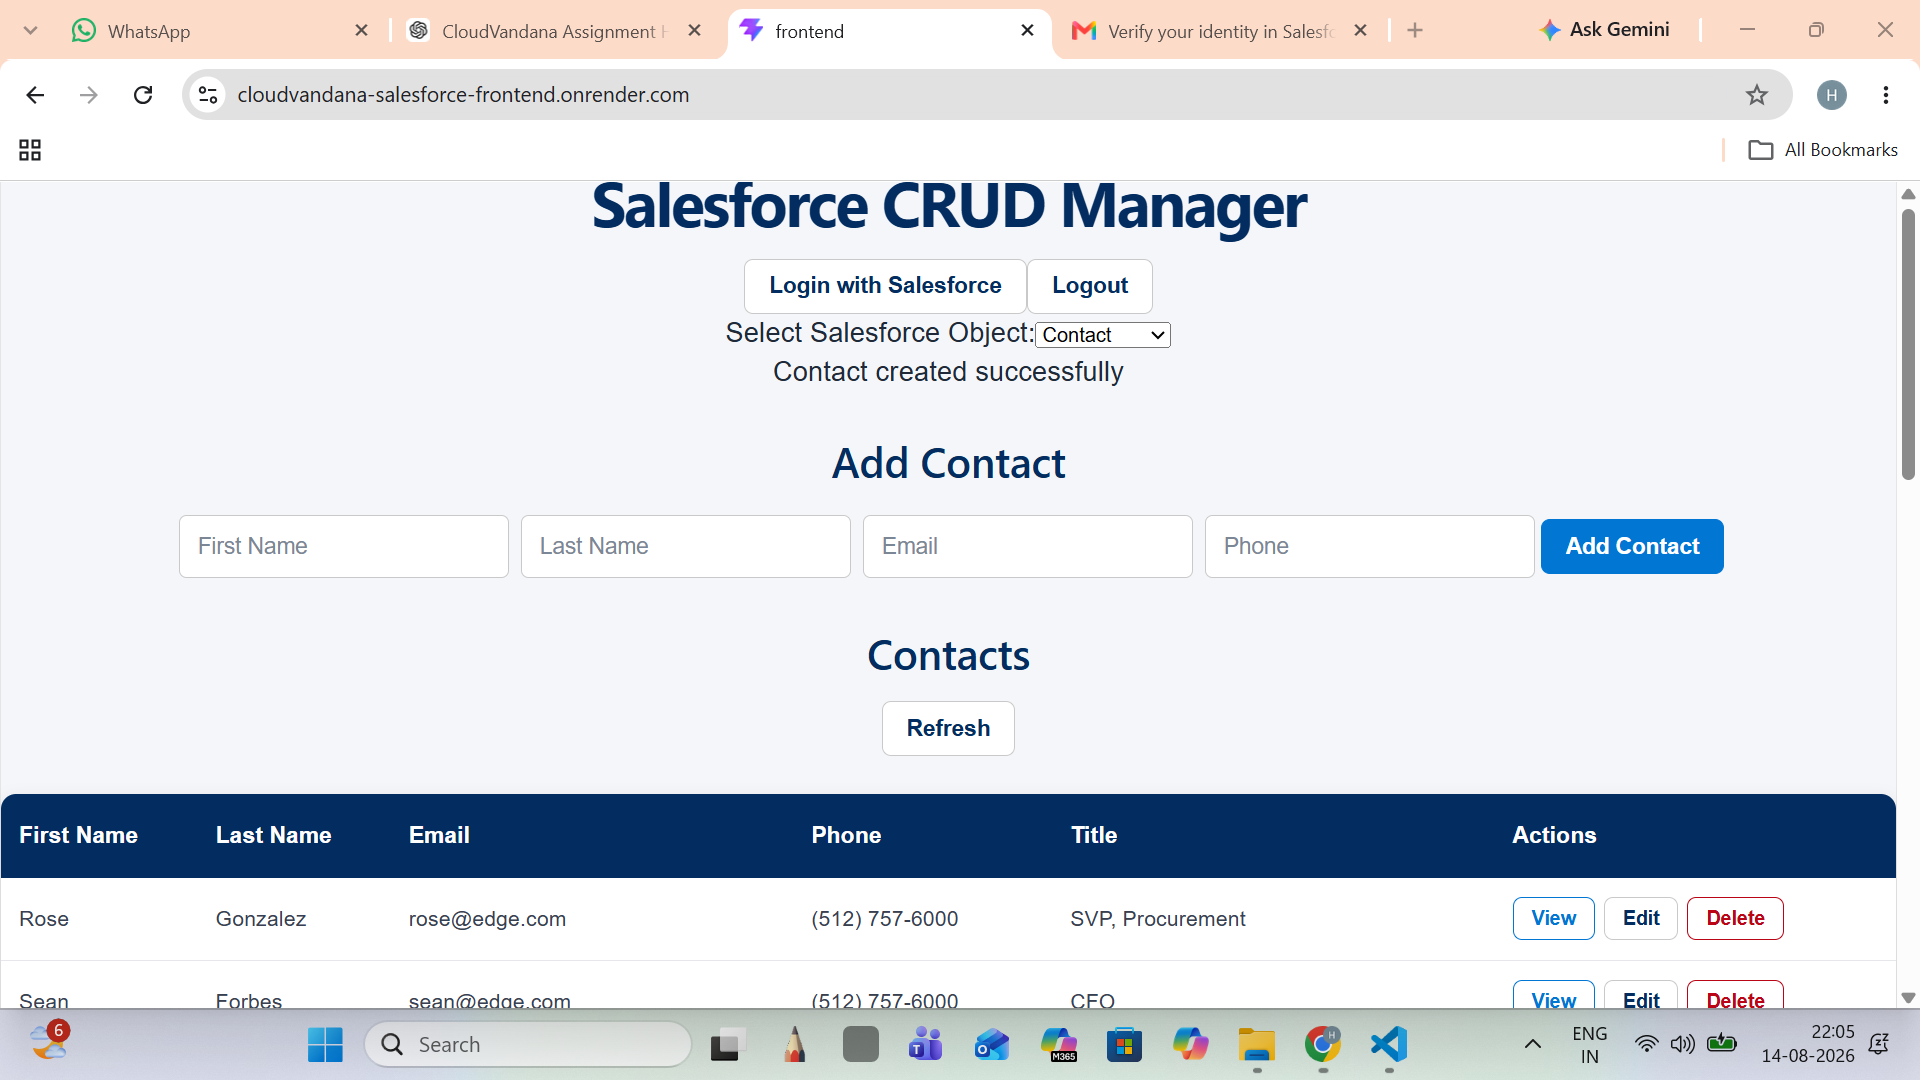 WhatsApp
CloudVandana Assignment H
frontend
Verify your identity in Salesfo
Ask Gemini
cloudvandana-salesforce-frontend.onrender.com
H
All Bookmarks
Salesforce CRUD Manager
Login with Salesforce
Logout
Select Salesforce Object:
Contact
Contact created successfully
Add Contact
First Name
Last Name
Email
Phone
Add Contact
Contacts
Refresh
First Name Last Name Email Phone Title Actions
Rose Gonzalez rose@edge.com (512) 757-6000 SVP, Procurement View Edit Delete
Sean Forbes sean@edge.com (512) 757-6000 CFO View Edit Delete
6
Search
M365
ENG
IN
22:05
14-08-2026